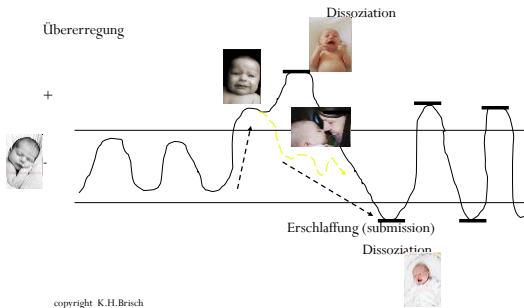 Dissoziation
Übererregung
+
-
Erschlaffung (submission)
Dissoziation
copyright K.H.Brisch